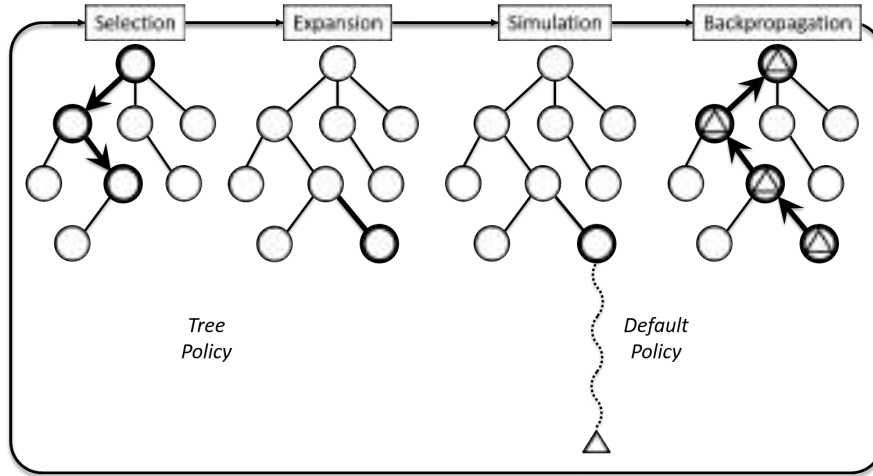 Selection
Expansion
Simulation
Backpropagation
Tree
Policy
Default
Policy